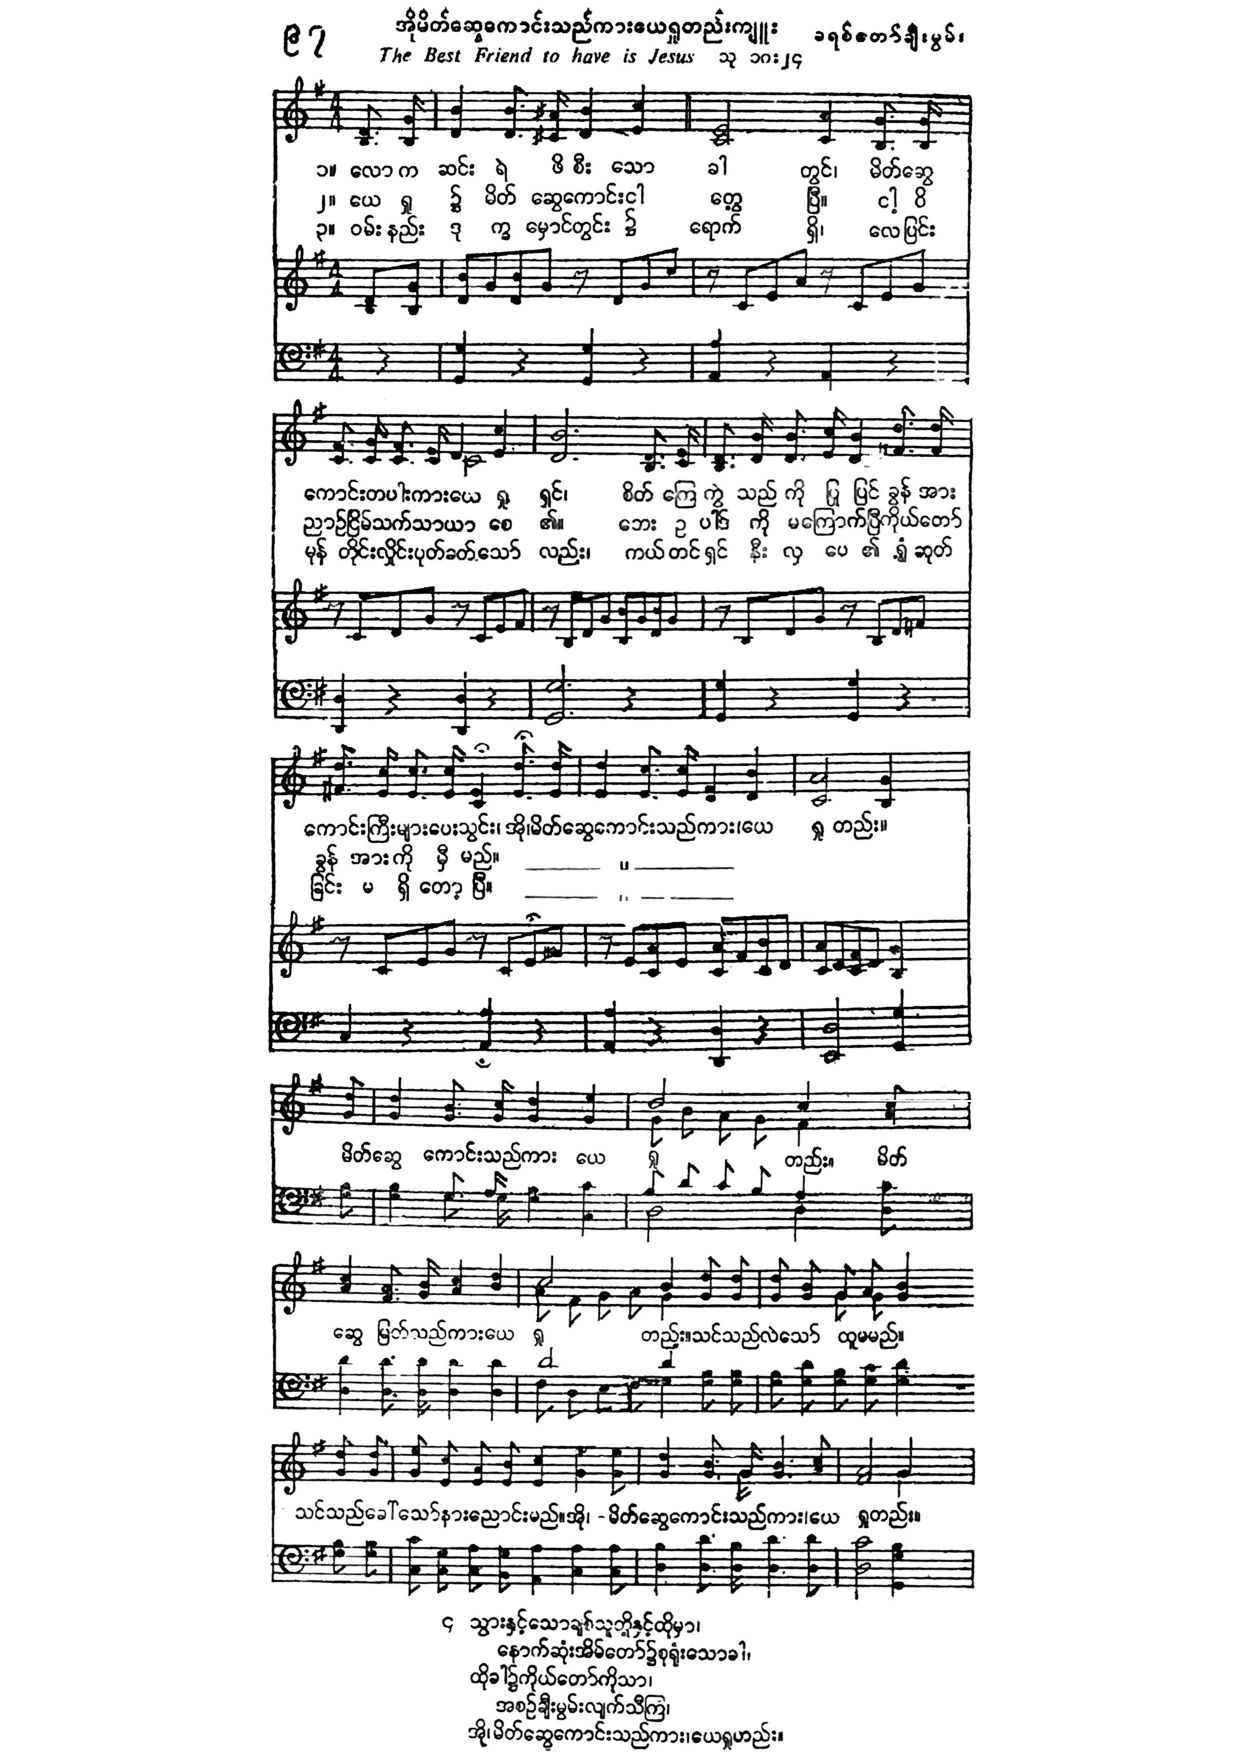 ၉၇
အိုမိတ်ဆွေကောင်းသည်ကားယေရှုတည်းကျူး
ခရစ်တော်ချီးမွမ်း
The Best Friend to have is Jesus သု ၁၈း၂၄
၁။ လောက ဆင်း ရဲ ဖိ စီး သော ခါ တွင်၊ မိတ်ဆွေ
၂။ ယေ ရှု ၌ မိတ် ဆွေကောင်းငါ တွေ့ ပြီ။ ငါ့ ဝိ
၃။ ဝမ်း နည်း ဒု က္ခ မှောင်တွင်း ၌ ရောက် ရှိ၊ လေပြင်း
ကောင်းတပါးကားယေ ရှု ရှင်၊ စိတ် ကြေ ကွဲ သည် ကို ပြု ပြင် ခွန် အား
ညာဉ်ငြိမ်သက်သာယာ စေ ၏။ ဘေး ဥ ပါဒ် ကို မကြောက်ပြီကိုယ်တော်
မုန် တိုင်းလှိုင်းပုတ်ခတ်သော် လည်း၊ ကယ်တင်ရှင် နီး လှ ပေ ၏ ရှုံ့ ဆုတ်
ကောင်းကြီးများပေးသွင်း၊ အို၊မိတ်ဆွေကောင်းသည်ကား၊ယေ ရှု တည်း။
ခွန် အား ကို မှီ မည်။ ——— " ———
ခြင်း မ ရှိ တော့ ပြီ။ ——— " ———
မိတ်ဆွေ ကောင်းသည်ကား ယေ ရှု တည်း။ မိတ်
ဆွေ မြတ်သည်ကားယေ ရှု တည်း။သင်သည်လဲသော် ထူမမည်။
သင်သည်ခေါ်သော်နားညောင်းမည်။အို၊ -မိတ်ဆွေကောင်းသည်ကား၊ယေ ရှုတည်း။
၄ သွားနှင့်သောချစ်သူတို့နှင့်ထိုမှာ၊
နောက်ဆုံးအိမ်တော်၌စုရုံးသောခါ၊
ထိုခါ၌ကိုယ်တော်ကိုသာ၊
အစဉ်ချီးမွမ်းလျက်သီကြံ၊
အို၊မိတ်ဆွေကောင်းသည်ကား၊ယေရှုတည်း။